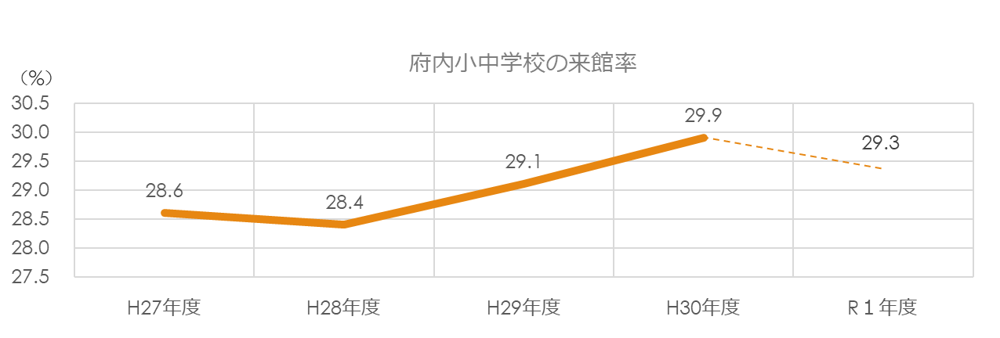 府内小中学校の来館率
（%）
30.5
30.0
29.5
29.0
28.5
28.0
27.5
28.6
28.4
29.1
29.9
29.3
H27年度
H28年度
H29年度
H30年度
R１年度